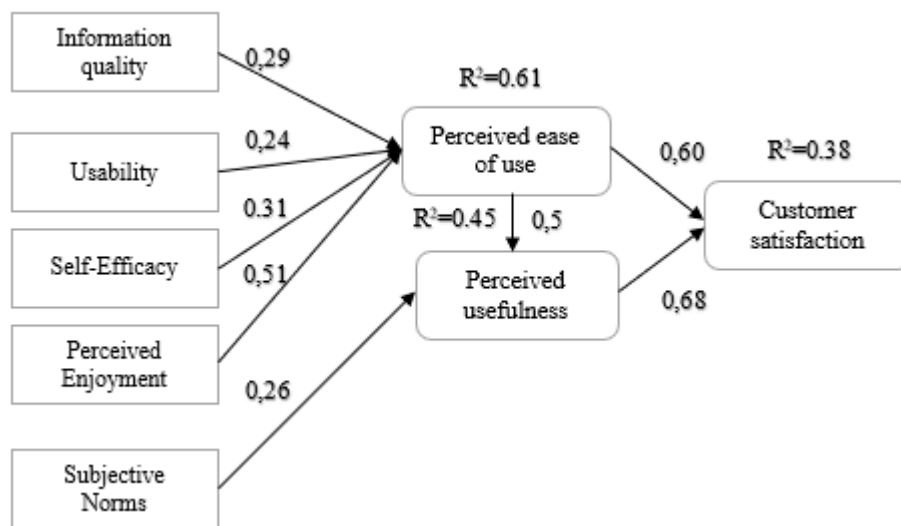 Information
quality
0,29
R²=0.61
Perceived ease
of use
0,60
R²=0.38
Usability
0,24
0.31
R²=0.45
0,5
Customer
satisfaction
Self-Efficacy
0,51
Perceived
usefulness
0,68
Perceived
Enjoyment
0,26
Subjective
Norms